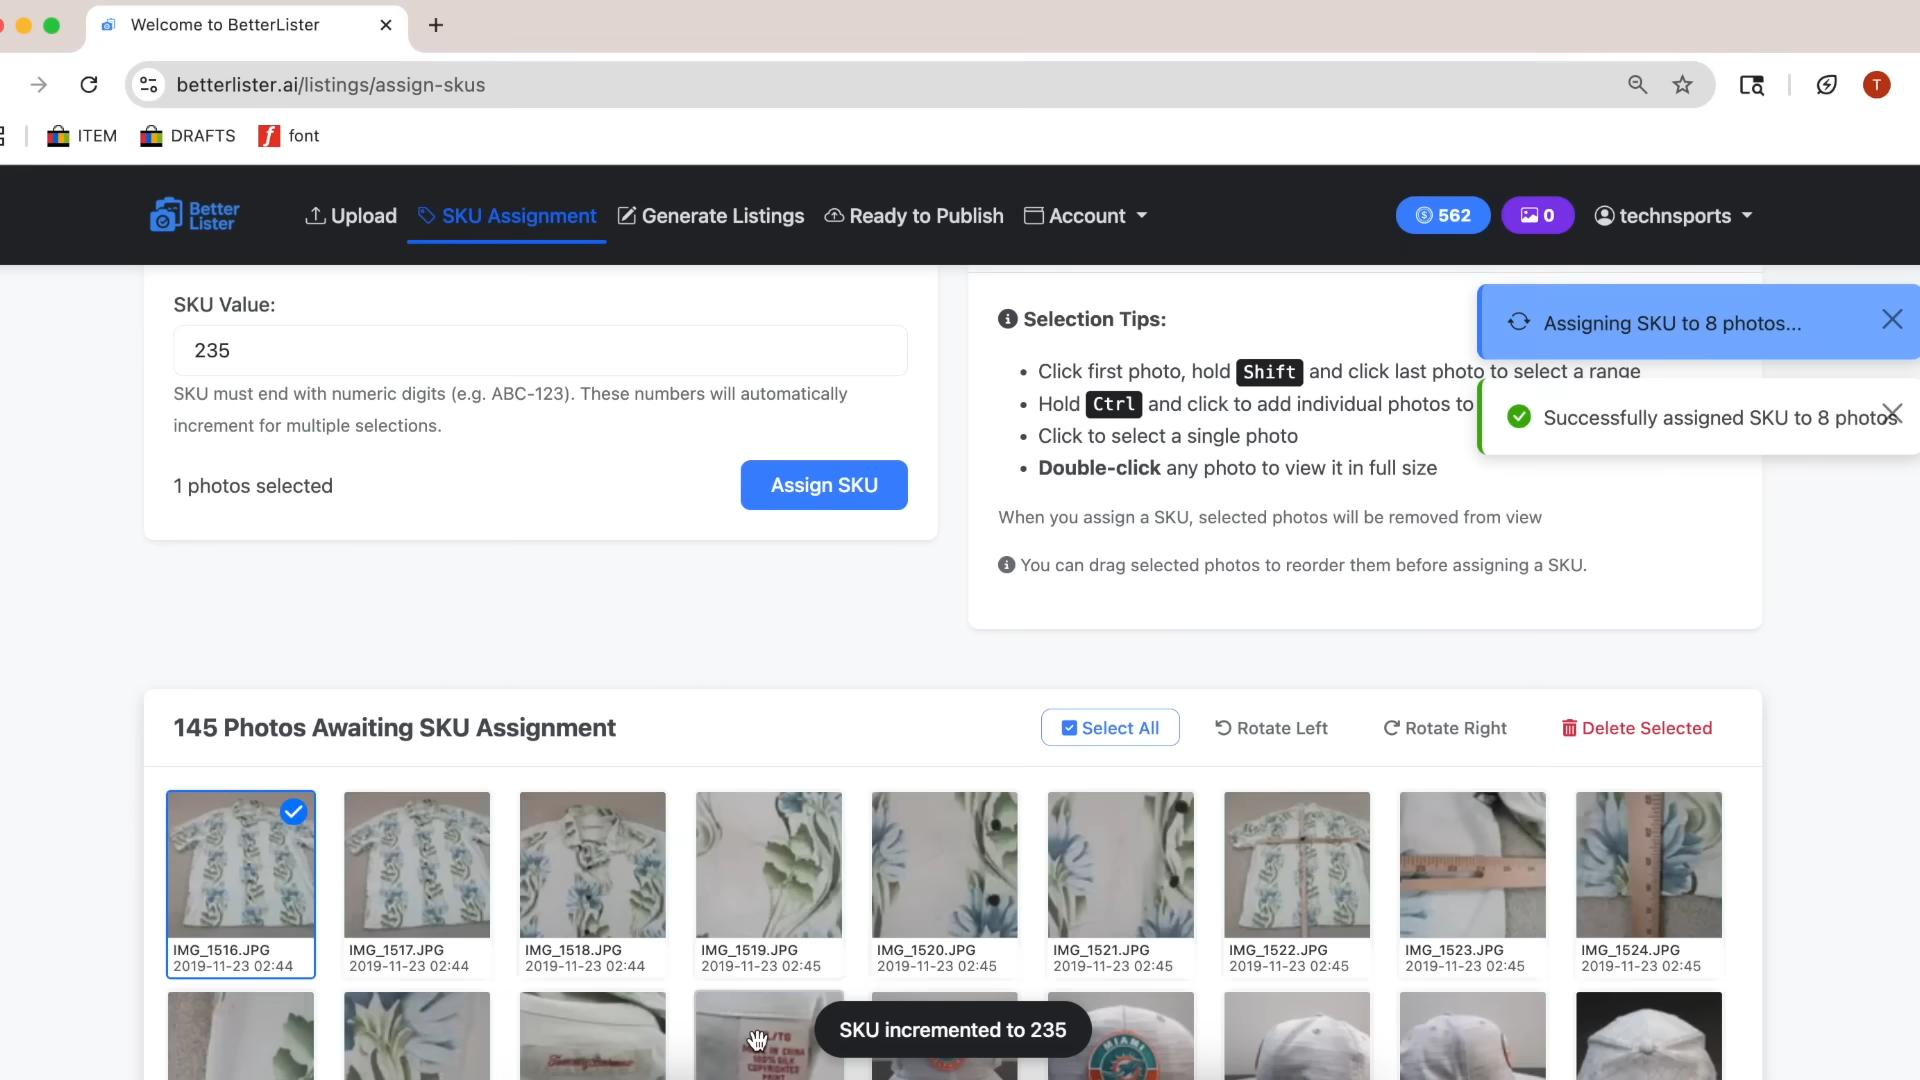 Welcome to BetterLister
betterlister.ai/listings/assign-skus
T
ITEM
DRAFTS
font
Better
Lister
Upload
SKU Assignment
Generate Listings
Ready to Publish
Account
562
0
technsports
SKU Value:
235
SKU must end with numeric digits (e.g. ABC-123). These numbers will automatically
increment for multiple selections.
1 photos selected
Assign SKU
Selection Tips:
Click first photo, hold Shift and click last photo to select a range
Hold Ctrl and click to add individual photos to
Click to select a single photo
Double-click any photo to view it in full size
When you assign a SKU, selected photos will be removed from view
You can drag selected photos to reorder them before assigning a SKU.
Assigning SKU to 8 photos...
Successfully assigned SKU to 8 photos
145 Photos Awaiting SKU Assignment
Select All
Rotate Left
Rotate Right
Delete Selected
IMG_1516.JPG
2019-11-23 02:44
IMG_1517.JPG
2019-11-23 02:44
IMG_1518.JPG
2019-11-23 02:44
IMG_1519.JPG
2019-11-23 02:45
IMG_1520.JPG
2019-11-23 02:45
IMG_1521.JPG
2019-11-23 02:45
IMG_1522.JPG
2019-11-23 02:45
IMG_1523.JPG
2019-11-23 02:45
IMG_1524.JPG
2019-11-23 02:45
IN CHINA
100% SILK
COPYRIGHTED
PRINT
SKU incremented to 235
MIAMI